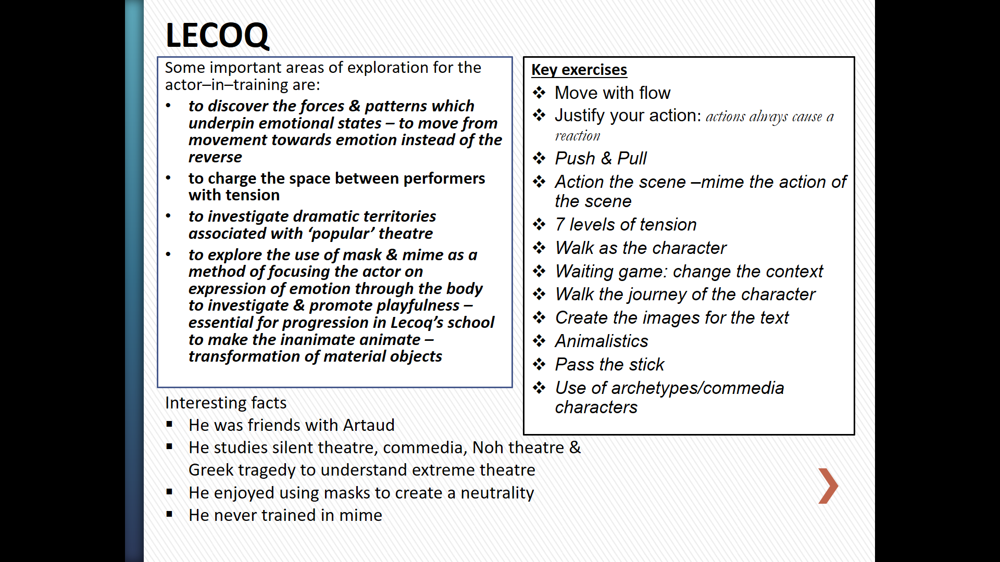 LECOQ
Some important areas of exploration for the
actor–in–training are:
• to discover the forces & patterns which
underpin emotional states – to move from
movement towards emotion instead of the
reverse
• to charge the space between performers
with tension
• to investigate dramatic territories
associated with ‘popular’ theatre
• to explore the use of mask & mime as a
method of focusing the actor on
expression of emotion through the body
to investigate & promote playfulness –
essential for progression in Lecoq’s school
to make the inanimate animate –
transformation of material objects
Interesting facts
▪ He was friends with Artaud
▪ He studies silent theatre, commedia, Noh theatre &
Greek tragedy to understand extreme theatre
▪ He enjoyed using masks to create a neutrality
▪ He never trained in mime
Key exercises
❖ Move with flow
❖ Justify your action: actions always cause a
reaction
❖ Push & Pull
❖ Action the scene –mime the action of
the scene
❖ 7 levels of tension
❖ Walk as the character
❖ Waiting game: change the context
❖ Walk the journey of the character
❖ Create the images for the text
❖ Animalistics
❖ Pass the stick
❖ Use of archetypes/commedia
characters